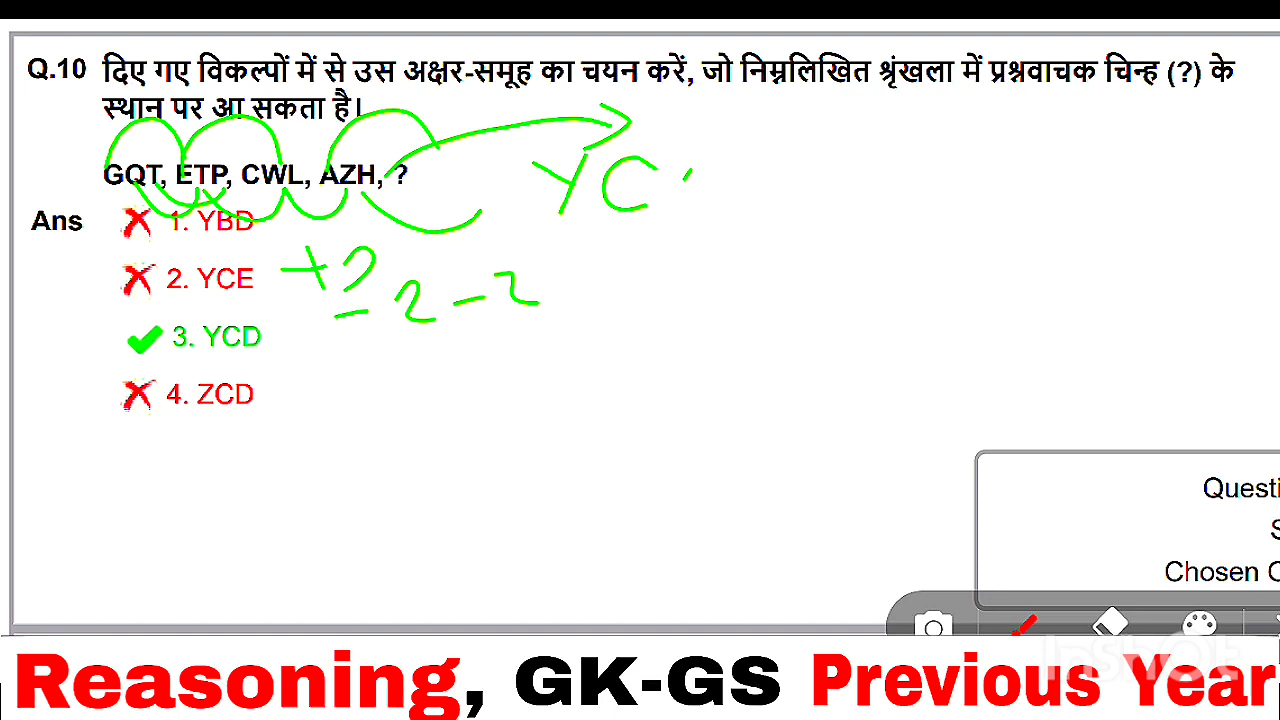 Q.10 दिए गए विकल्पों में से उस अक्षर-समूह का चयन करें, जो निम्नलिखित श्रृंखला में प्रश्नवाचक चिन्ह (?) के
स्थान पर आ सकता है।
GQT, ETP, CWL, AZH, ?
YC
Ans 1. YBD
2. YCE
+3
2-2
3. YCD
4. ZCD
Questi
S
Chosen O
InShot
Reasoning, GK-GS Previous Year